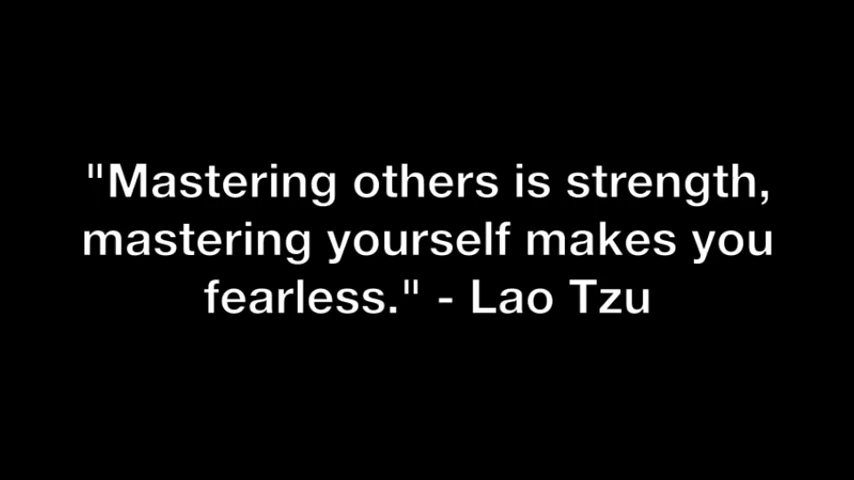 "Mastering others is strength,
mastering yourself makes you
fearless." - Lao Tzu